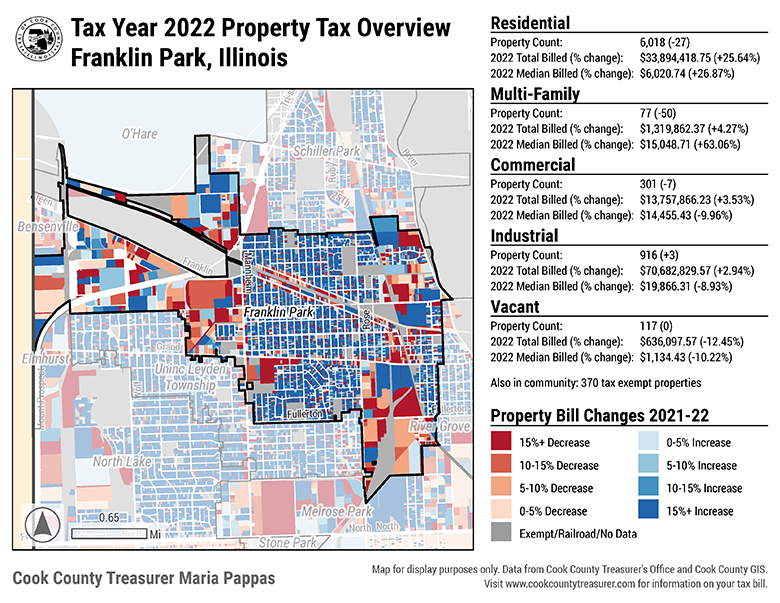 Tax Year 2022 Property Tax Overview
Franklin Park, Illinois
Residential
Property Count: 6,018 (-27)
2022 Total Billed (% change): $33,894,418.75 (+25.64%)
2022 Median Billed (% change): $6,020.74 (+26.87%)
Multi-Family
Property Count: 77 (-50)
2022 Total Billed (% change): $1,319,862.37 (+4.27%)
2022 Median Billed (% change): $15,048.71 (+63.06%)
Commercial
Property Count: 301 (-7)
2022 Total Billed (% change): $13,757,866.23 (+3.53%)
2022 Median Billed (% change): $14,455.43 (-9.96%)
Industrial
Property Count: 916 (+3)
2022 Total Billed (% change): $70,682,829.57 (+2.94%)
2022 Median Billed (% change): $19,866.31 (-8.93%)
Vacant
Property Count: 117 (0)
2022 Total Billed (% change): $636,097.57 (-12.45%)
2022 Median Billed (% change): $1,134.43 (-10.22%)
Also in community: 370 tax exempt properties
Property Bill Changes 2021-22
15%+ Decrease
10-15% Decrease
5-10% Decrease
0-5% Decrease
Exempt/Railroad/No Data
0-5% Increase
5-10% Increase
10-15% Increase
15%+ Increase
O'Hare
Schiller Park
River
Ruby
75th
Bensenville
Franklin
Mannheim
Franklin Park
Rose
Grand
Elmhurst
Uninc Leyden
Township
Wolf
Fullerton
River Grove
North Lake
Melrose Park
North North
Stone Park
0.65
Mi
Cook County Treasurer Maria Pappas
Map for display purposes only. Data from Cook County Treasurer's Office and Cook County GIS.
Visit www.cookcountytreasurer.com for information on your tax bill.